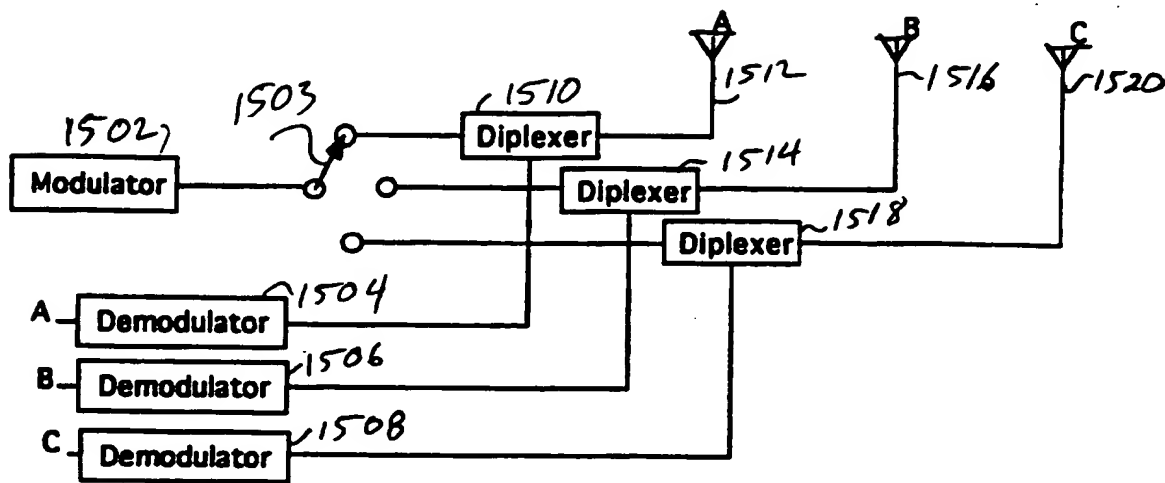 A
B
C
1512
1516
1520
1503
1510
Diplexer
1502
Modulator
1514
Diplexer
1518
Diplexer
1504
A Demodulator
1506
B Demodulator
1508
C Demodulator